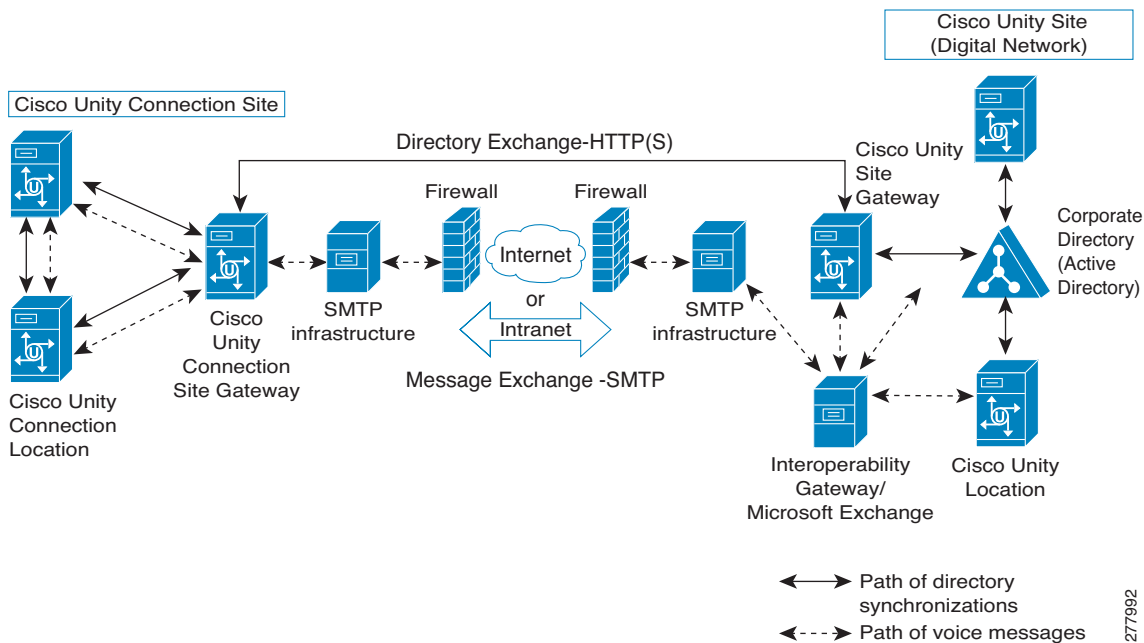 Cisco Unity Site
(Digital Network)
Cisco Unity Connection Site
Directory Exchange-HTTP(S)
Cisco Unity
Site
Gateway
Firewall
Firewall
Corporate
Directory
(Active
Directory)
Internet
or
Intranet
SMTP
infrastructure
SMTP
infrastructure
Cisco
Unity
Connection
Site Gateway
Message Exchange -SMTP
Cisco Unity
Connection
Location
Interoperability
Gateway/
Microsoft Exchange
Cisco Unity
Location
Path of directory
synchronizations
Path of voice messages
277992
U
U
U
U
U
U